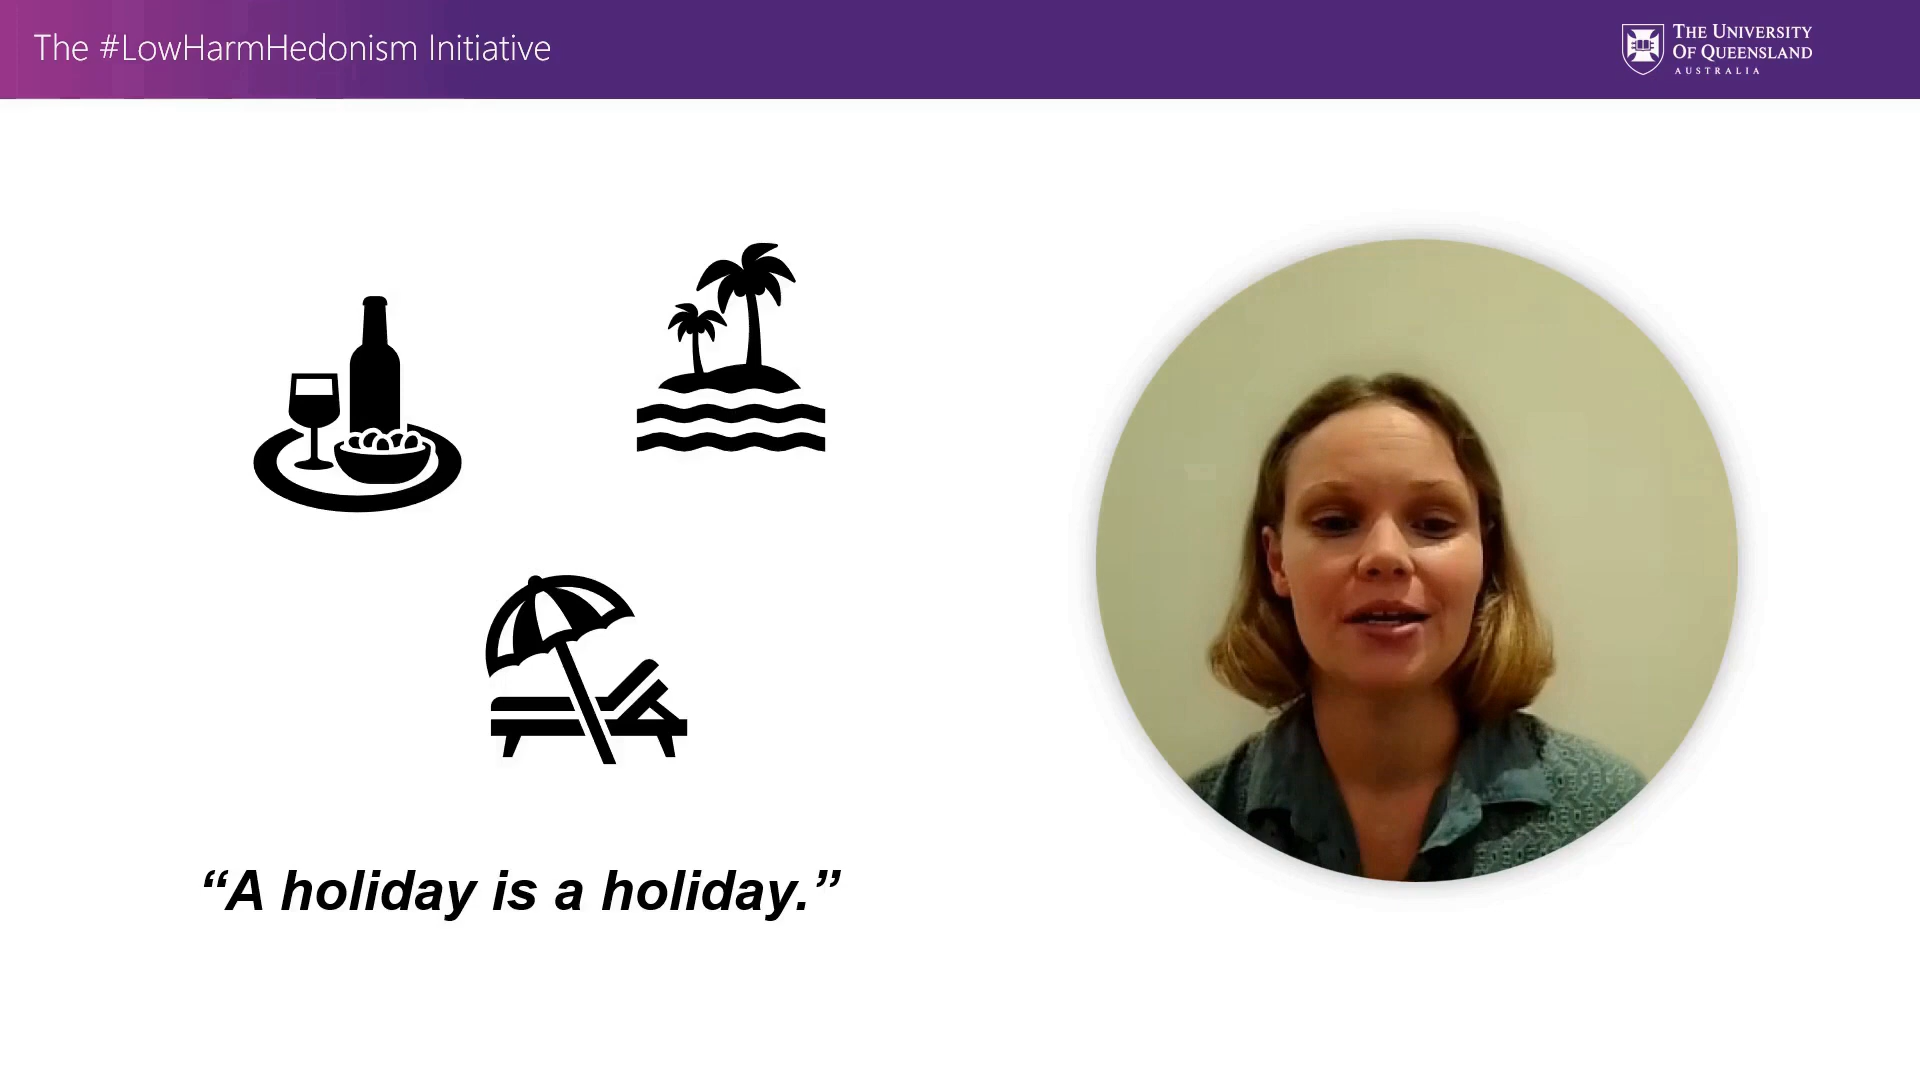 The #LowHarmHedonism Initiative
THE UNIVERSITY
OF QUEENSLAND
AUSTRALIA
“A holiday is a holiday.”